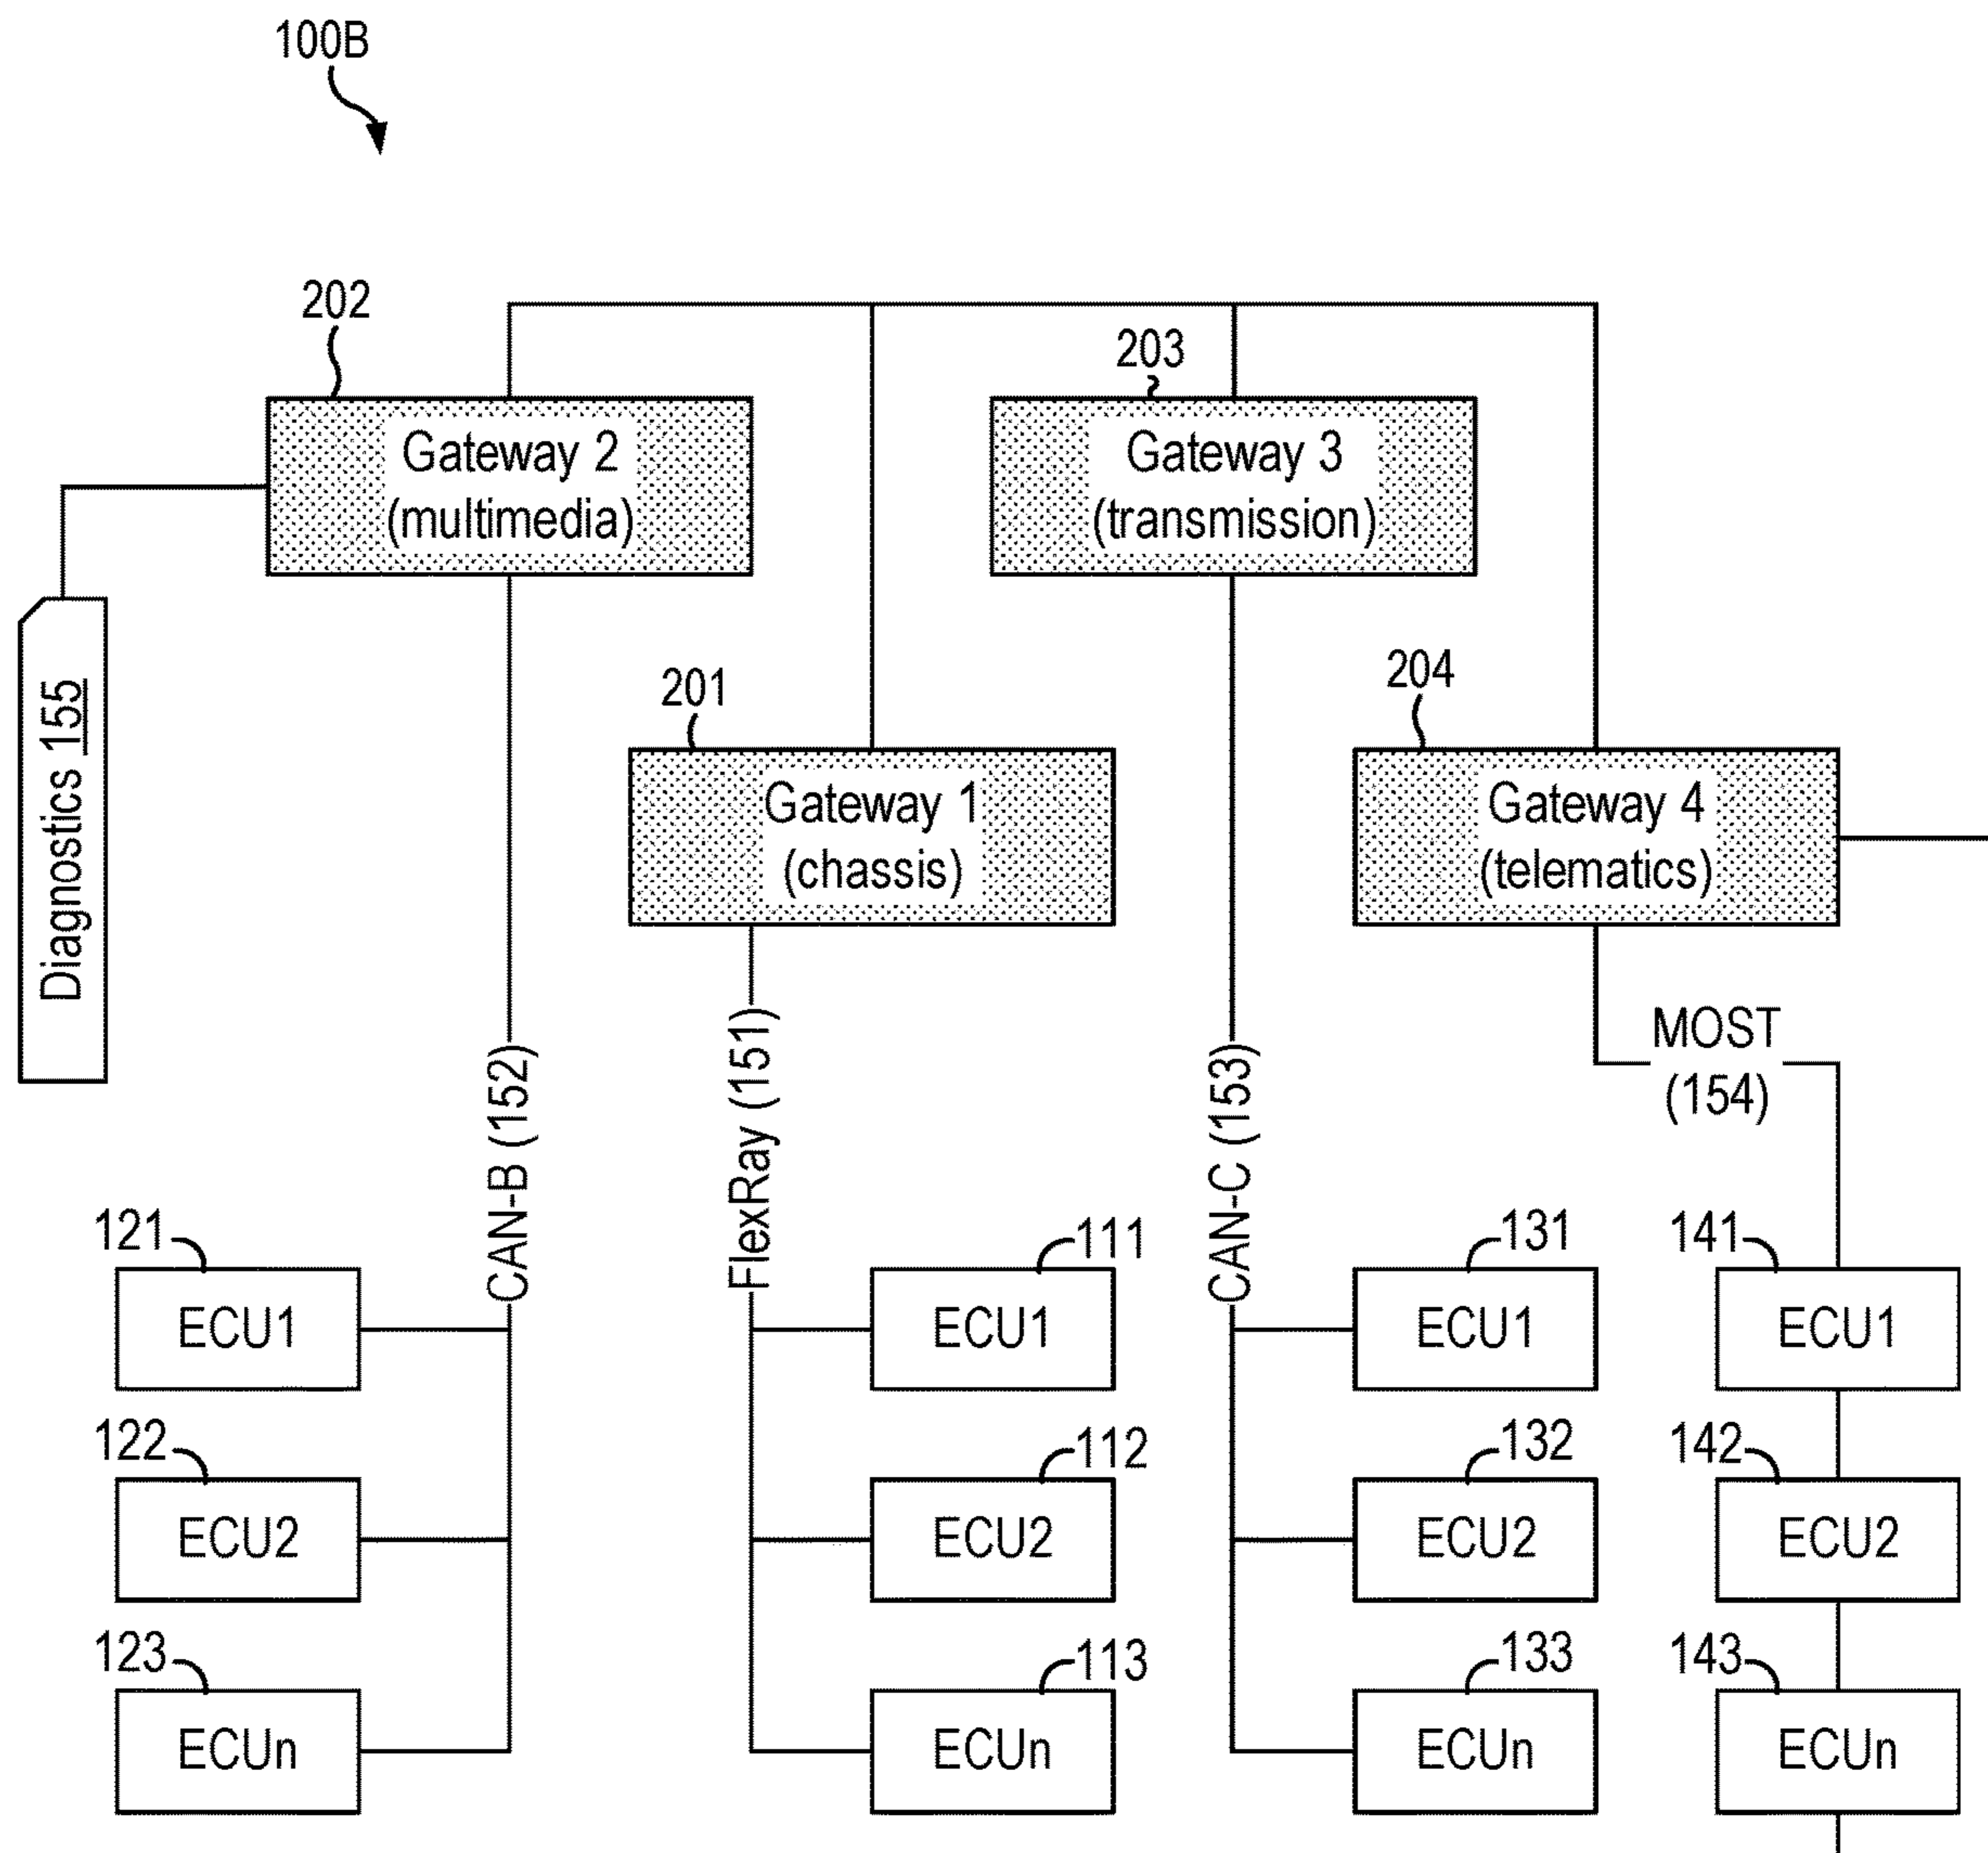 100B
202
203
Gateway 2
(multimedia)
Gateway 3
(transmission)
Diagnostics 155
201
204
Gateway 1
(chassis)
Gateway 4
(telematics)
CAN-B (152)
FlexRay (151)
CAN-C (153)
MOST
(154)
121
ECU1
111
ECU1
131
ECU1
141
ECU1
122
ECU2
112
ECU2
132
ECU2
142
ECU2
123
ECUn
113
ECUn
133
ECUn
143
ECUn